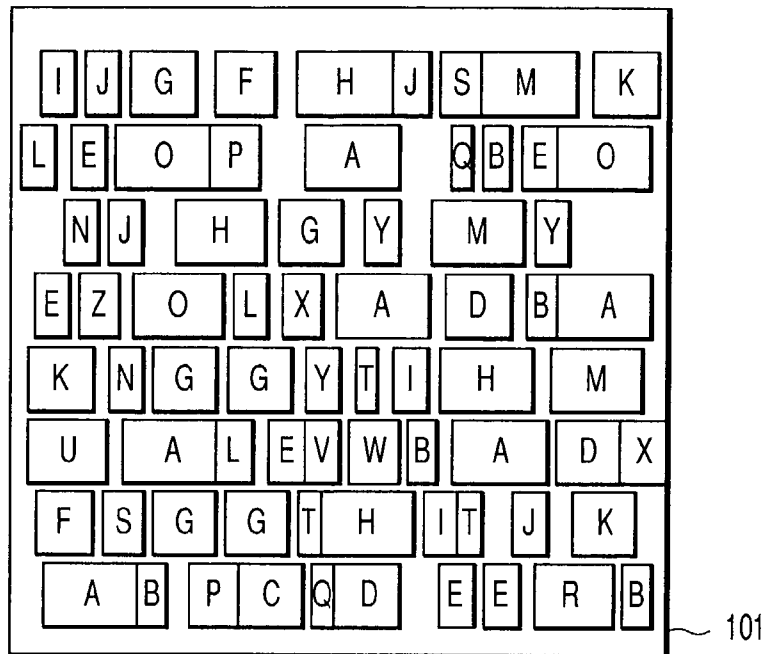 I J G F H J S M K
L E O P A Q B E O
N J H G Y M Y
E Z O L X A D B A
K N G G Y T I H M
U A L E V W B A D X
F S G G T H I T J K
A B P C Q D E E R B
101